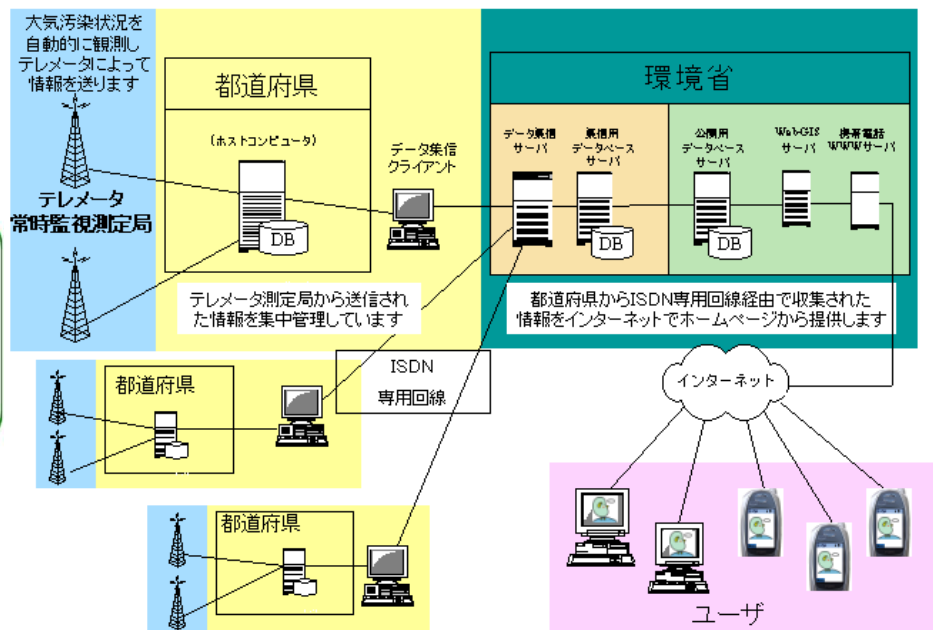 大気汚染状況を
自動的に観測し
テレメータによって
情報を送ります
テレメータ
常時監視測定局
都道府県
(ホストコンピュータ)
DB
データ集信
クライアント
テレメータ測定局から送信され
た情報を集中管理しています
環境省
データ集信
サーバ
集信用
データベース
サーバ
DB
公開用
データベース
サーバ
DB
WebGIS
サーバ
携帯電話
WWWサーバ
都道府県からISDN専用回線経由で収集された
情報をインターネットでホームページから提供します
ISDN
専用回線
都道府県
都道府県
インターネット
ユーザ